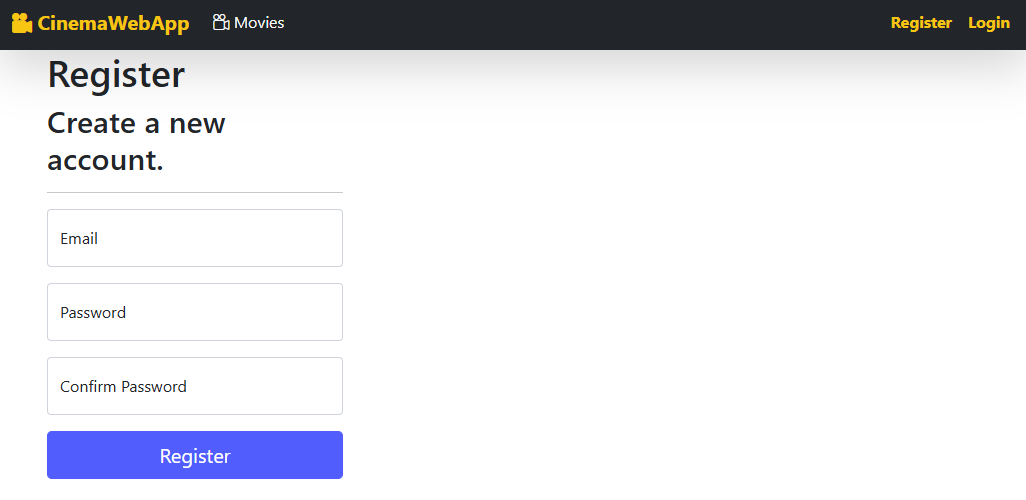 CinemaWebApp Movies Register Login
Register
Create a new
account.
Email
Password
Confirm Password
Register